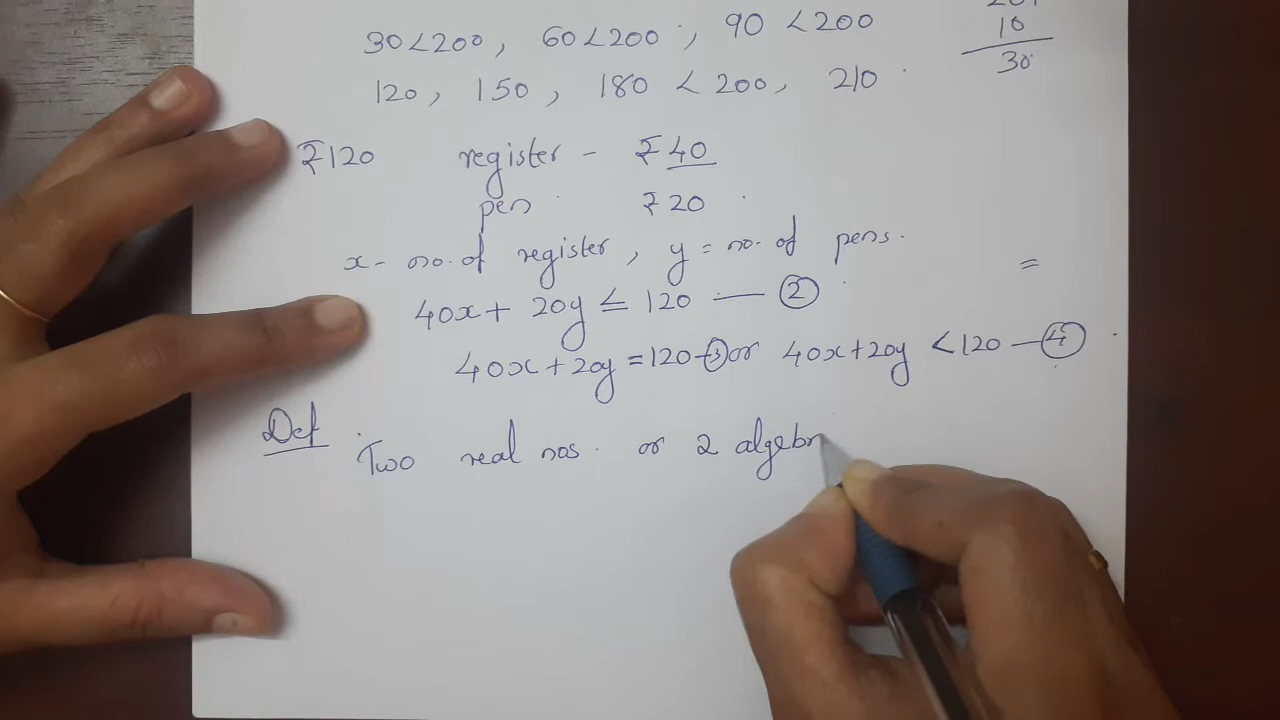 20+
10
30
30<200, 60<200, 90 <200
120, 150, 180 < 200, 210
₹120 register - ₹40
pen ₹20
x- no. of register, y = no. of pens.
=
40x+ 20y ≤ 120 — ②
40x+20y =120-③or 40x+20y <120 —④
Def
Two real nos. or 2 algebr